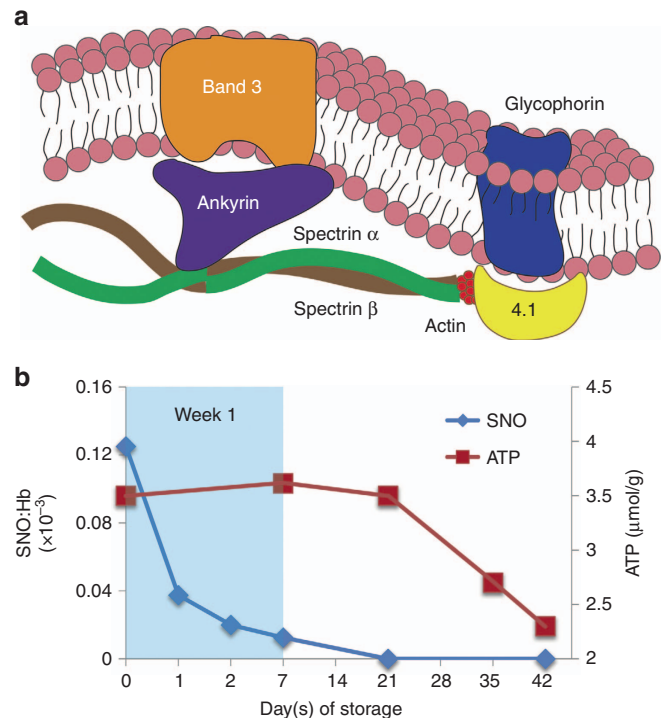 a
Band 3
Glycophorin
Ankyrin
Spectrin α
Spectrin β
Actin
4.1
b
0.16
0.12
0.08
0.04
0
SNO:Hb
(×10⁻³)
Week 1
SNO
ATP
4.5
4
3.5
3
2.5
2
ATP (μmol/g)
0 1 2 7 14 21 28 35 42
Day(s) of storage